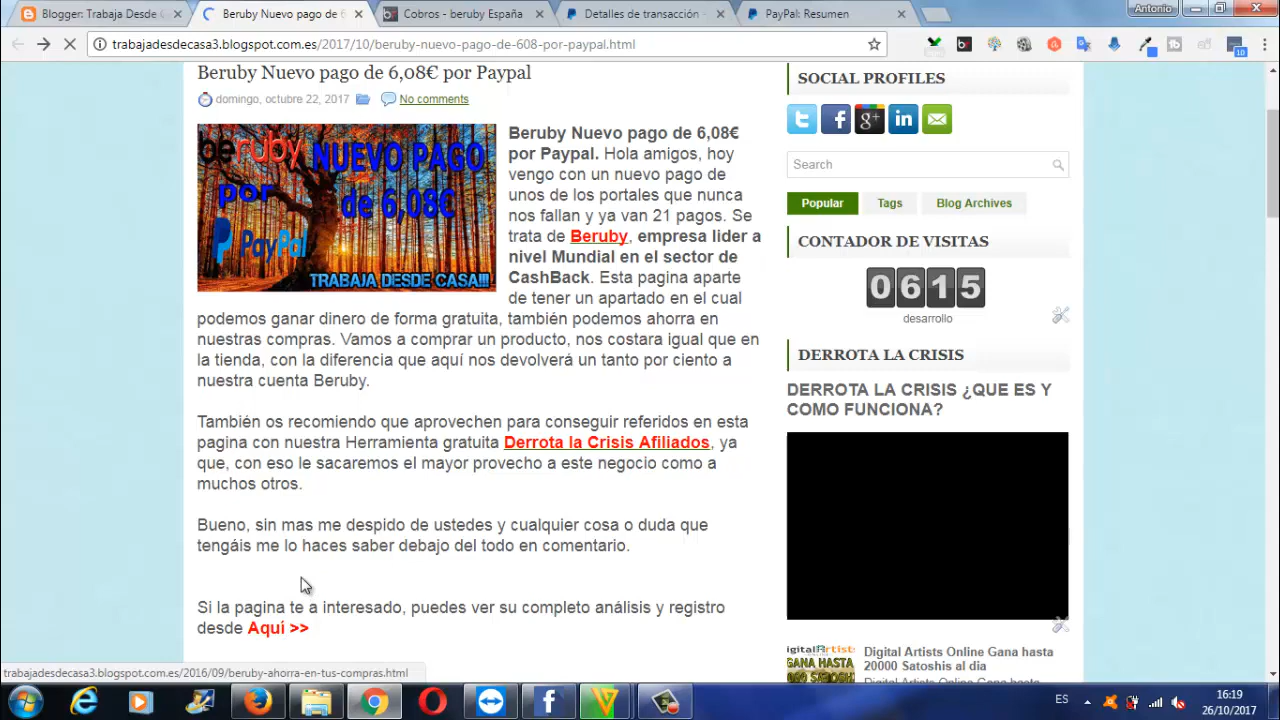 Blogger: Trabaja Desde C
Beruby Nuevo pago de 6
Cobros - beruby España
Detalles de transacción
PayPal: Resumen
Antonio
trabajadesdecasa3.blogspot.com.es/2017/10/beruby-nuevo-pago-de-608-por-paypal.html
10
Beruby Nuevo pago de 6,08€ por Paypal
domingo, octubre 22, 2017
No comments
beruby NUEVO PAGO
por de 6,08€
PayPal
TRABAJA DESDE CASA!!!
Beruby Nuevo pago de 6,08€
por Paypal. Hola amigos, hoy
vengo con un nuevo pago de
unos de los portales que nunca
nos fallan y ya van 21 pagos. Se
trata de Beruby, empresa lider a
nivel Mundial en el sector de
CashBack. Esta pagina aparte
de tener un apartado en el cual
podemos ganar dinero de forma gratuita, también podemos ahorra en
nuestras compras. Vamos a comprar un producto, nos costara igual que en
la tienda, con la diferencia que aquí nos devolverá un tanto por ciento a
nuestra cuenta Beruby.
También os recomiendo que aprovechen para conseguir referidos en esta
pagina con nuestra Herramienta gratuita Derrota la Crisis Afiliados, ya
que, con eso le sacaremos el mayor provecho a este negocio como a
muchos otros.
Bueno, sin mas me despido de ustedes y cualquier cosa o duda que
tengáis me lo haces saber debajo del todo en comentario.
Si la pagina te a interesado, puedes ver su completo análisis y registro
desde Aquí >>
SOCIAL PROFILES
Search
Popular
Tags
Blog Archives
CONTADOR DE VISITAS
0615
desarrollo
DERROTA LA CRISIS
DERROTA LA CRISIS ¿QUE ES Y
COMO FUNCIONA?
Digital Artists
GANA HASTA
20000 SATOSHIS
Digital Artists Online Gana hasta
20000 Satoshis al dia
Digital Artists Online Gana hasta
trabajadesdecasa3.blogspot.com.es/2016/09/beruby-ahorra-en-tus-compras.html
ES
16:19
26/10/2017